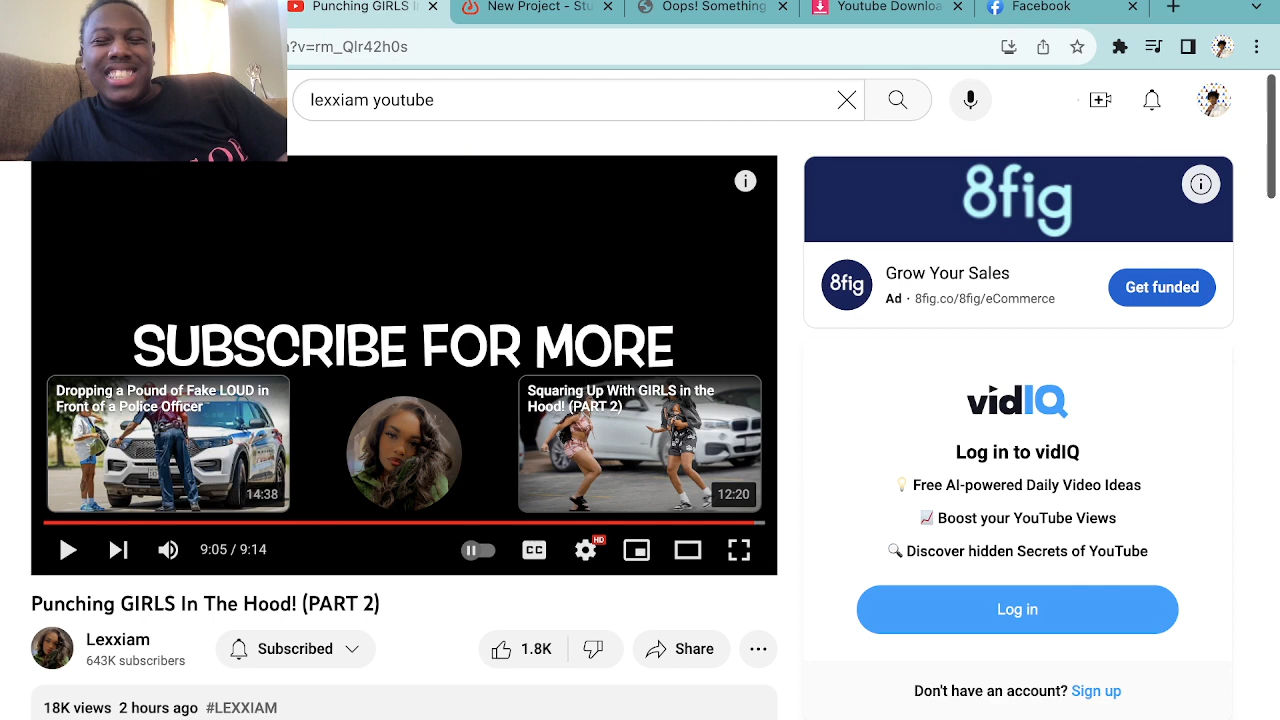 Punching GIRLS I
New Project - Stu
Oops! Something
Youtube Downloa
Facebook
?v=rm_Qlr42h0s
lexxiam youtube
8fig
8fig
Grow Your Sales
Ad · 8fig.co/8fig/eCommerce
Get funded
SUBSCRIBE FOR MORE
Dropping a Pound of Fake LOUD in
Front of a Police Officer
14:38
Squaring Up With GIRLS in the
Hood! (PART 2)
12:20
9:05 / 9:14
CC
HD
vidIQ
Log in to vidIQ
Free AI-powered Daily Video Ideas
Boost your YouTube Views
Discover hidden Secrets of YouTube
Log in
Don't have an account? Sign up
Punching GIRLS In The Hood! (PART 2)
Lexxiam
643K subscribers
Subscribed
1.8K
Share
18K views 2 hours ago #LEXXIAM